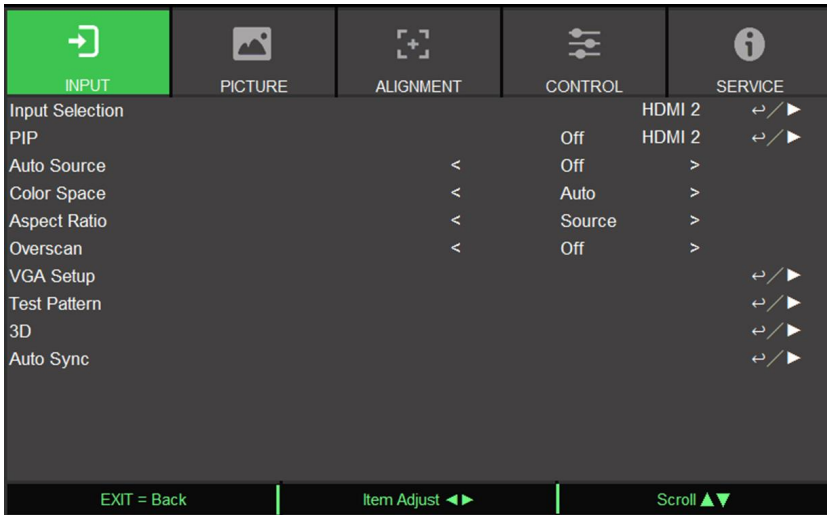 INPUT PICTURE ALIGNMENT CONTROL SERVICE
Input Selection HDMI 2 ↩/▶
PIP Off HDMI 2 ↩/▶
Auto Source < Off >
Color Space < Auto >
Aspect Ratio < Source >
Overscan < Off >
VGA Setup ↩/▶
Test Pattern ↩/▶
3D ↩/▶
Auto Sync ↩/▶
EXIT = Back Item Adjust ◀▶ Scroll ▲▼